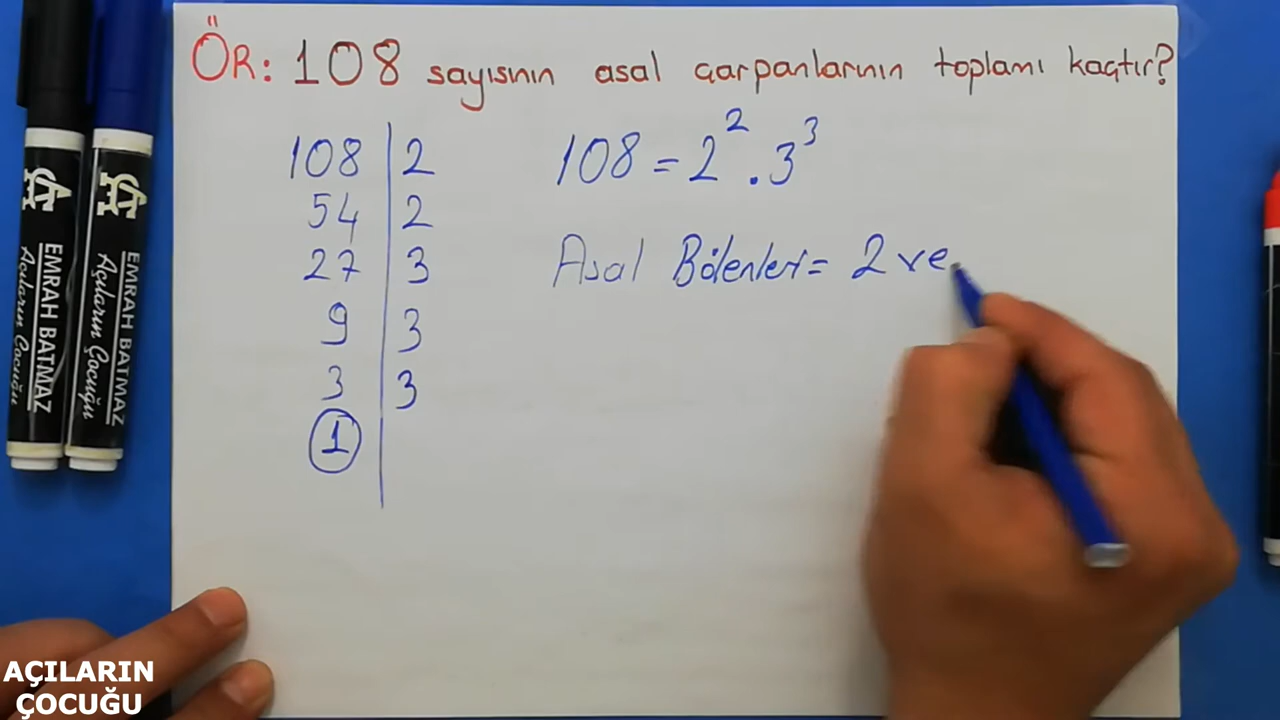 ÖR: 108 sayısının asal çarpanlarının toplamı kaçtır?
108 | 2
54 | 2
27 | 3
9 | 3
3 | 3
1
108 = 2² . 3³
Asal Bölenleri = 2 ve
EMRAH BATMAZ
Açıların Çocuğu
EMRAH BATMAZ
Açıların Çocuğu
AÇILARIN
ÇOCUĞU